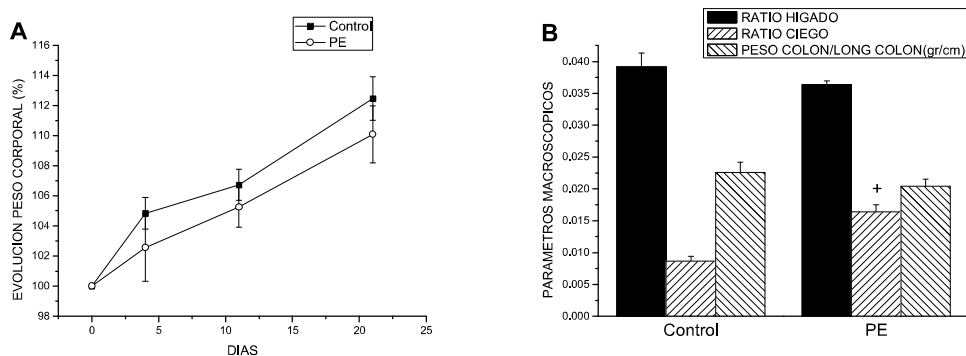 A
Control
PE
EVOLUCION PESO CORPORAL (%)
116
114
112
110
108
106
104
102
100
98
0
5
10
15
20
25
DIAS
B
RATIO HIGADO
RATIO CIEGO
PESO COLON/LONG COLON(gr/cm)
PARAMETROS MACROSCOPICOS
0.040
0.035
0.030
0.025
0.020
0.015
0.010
0.005
0.000
+
Control
PE